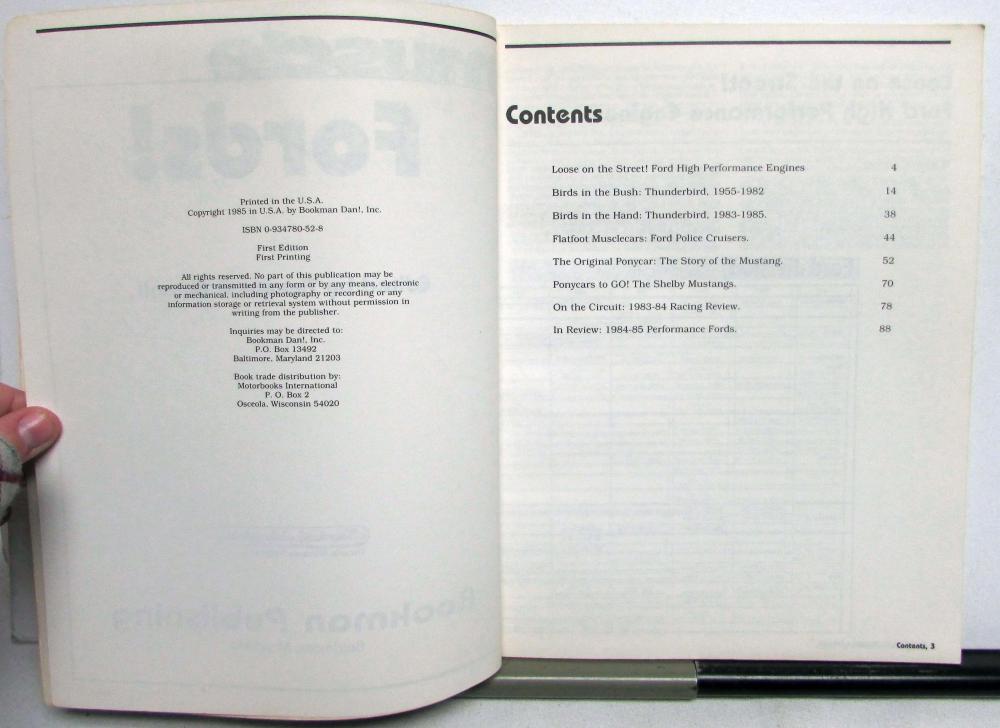 Printed in the U.S.A.
Copyright 1985 in U.S.A. by Bookman Dan!, Inc.
ISBN 0-934780-52-8
First Edition
First Printing
All rights reserved. No part of this publication may be
reproduced or transmitted in any form or by any means, electronic
or mechanical, including photography or recording or any
information storage or retrieval system without permission in
writing from the publisher.
Inquiries may be directed to:
Bookman Dan!, Inc.
P.O. Box 13492
Baltimore, Maryland 21203
Book trade distribution by:
Motorbooks International
P. O. Box 2
Osceola, Wisconsin 54020
Contents
Loose on the Street! Ford High Performance Engines 4
Birds in the Bush: Thunderbird, 1955-1982 14
Birds in the Hand: Thunderbird, 1983-1985. 38
Flatfoot Musclecars: Ford Police Cruisers. 44
The Original Ponycar: The Story of the Mustang. 52
Ponycars to GO! The Shelby Mustangs. 70
On the Circuit: 1983-84 Racing Review. 78
In Review: 1984-85 Performance Fords. 88
Contents, 3